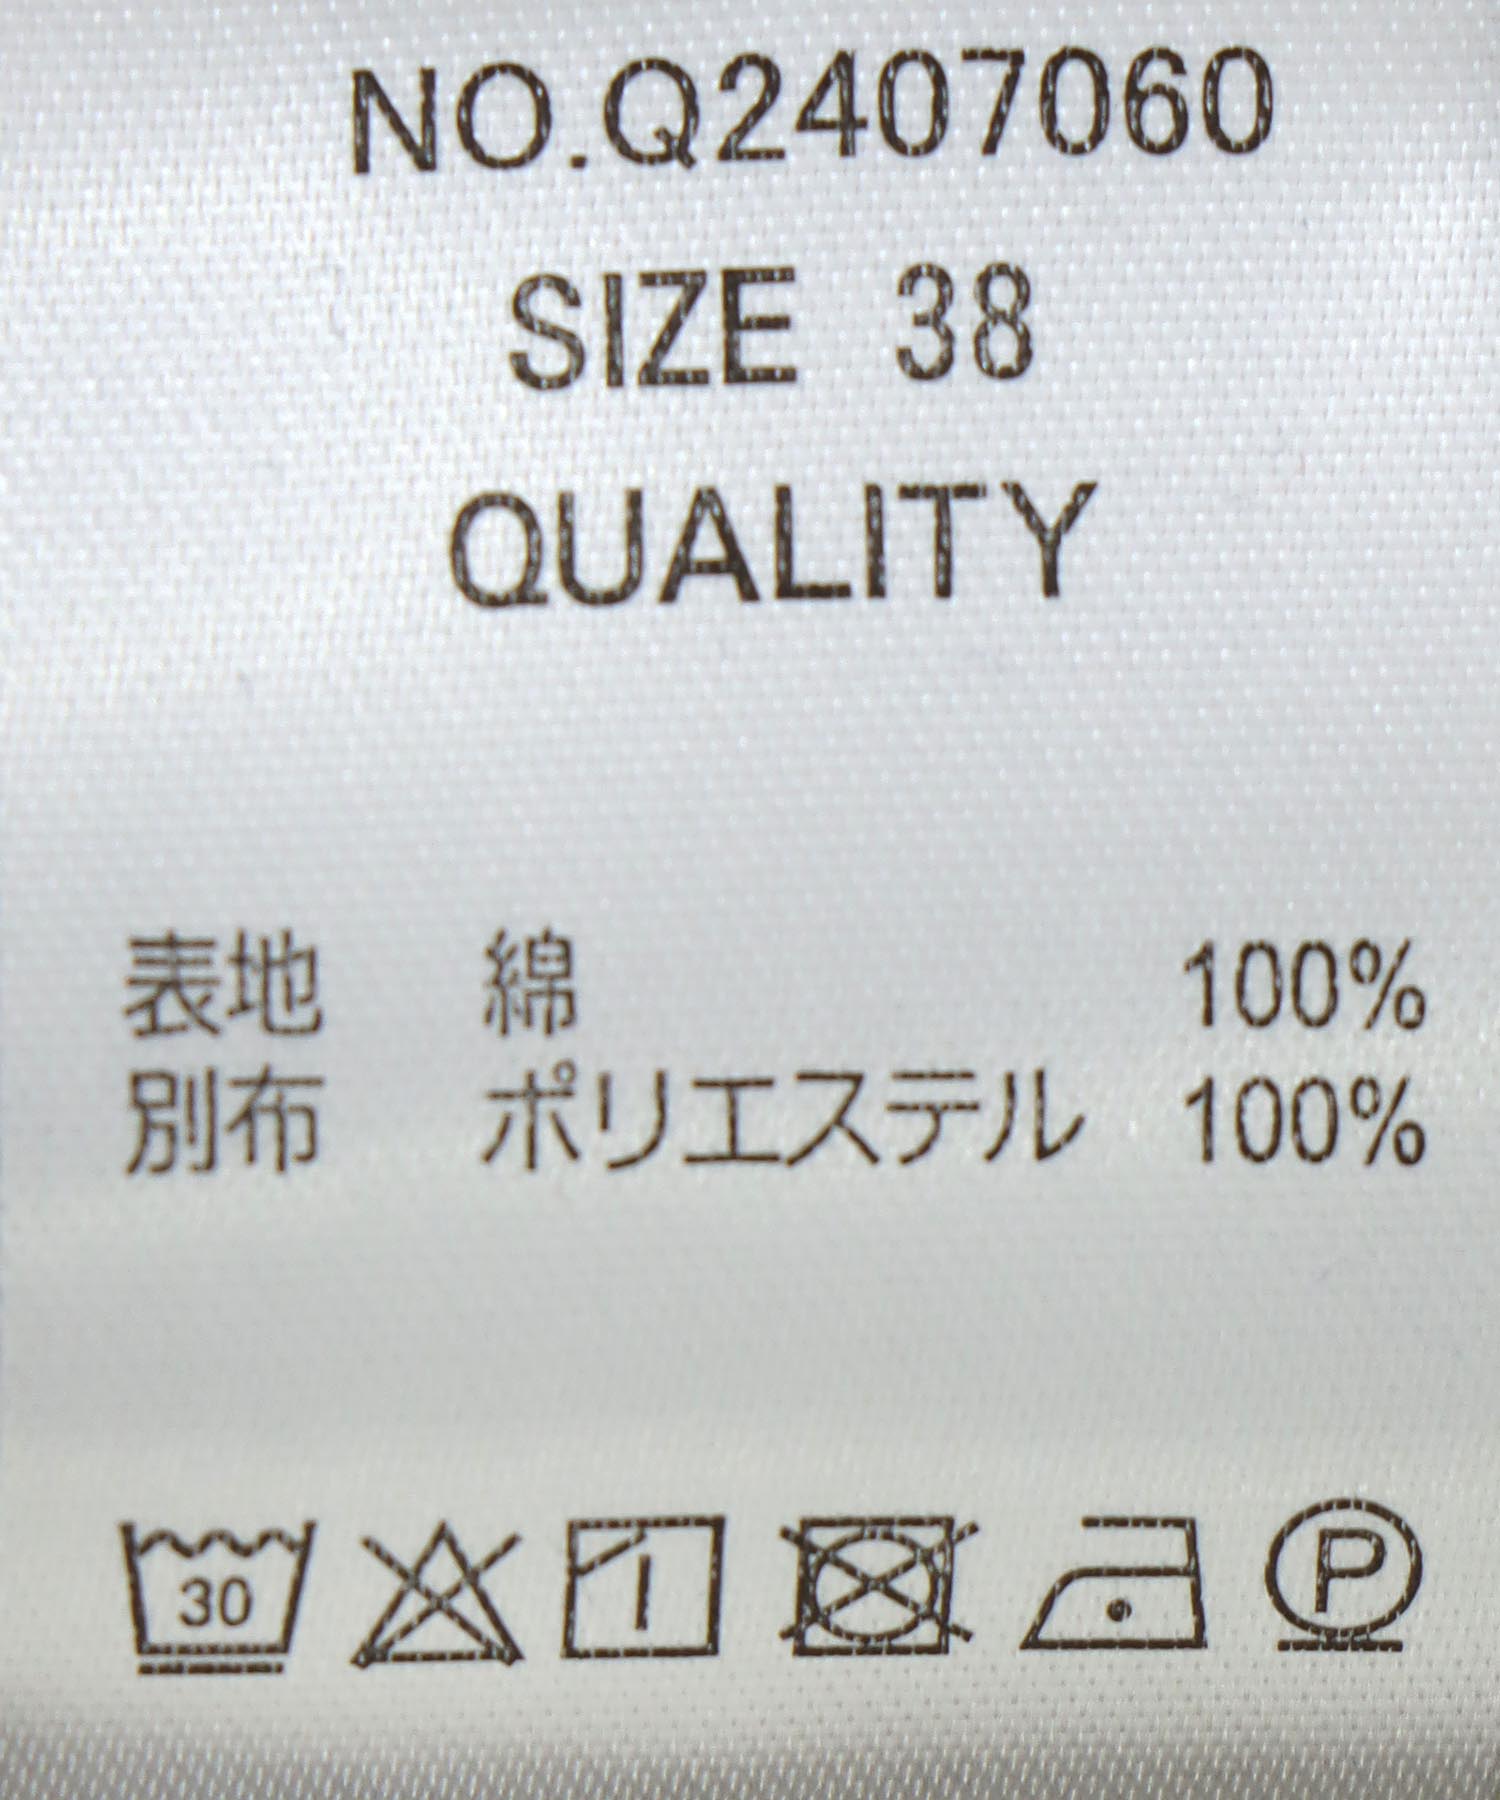 NO.Q2407060
SIZE 38
QUALITY
表地 綿 100%
別布 ポリエステル 100%
30 P